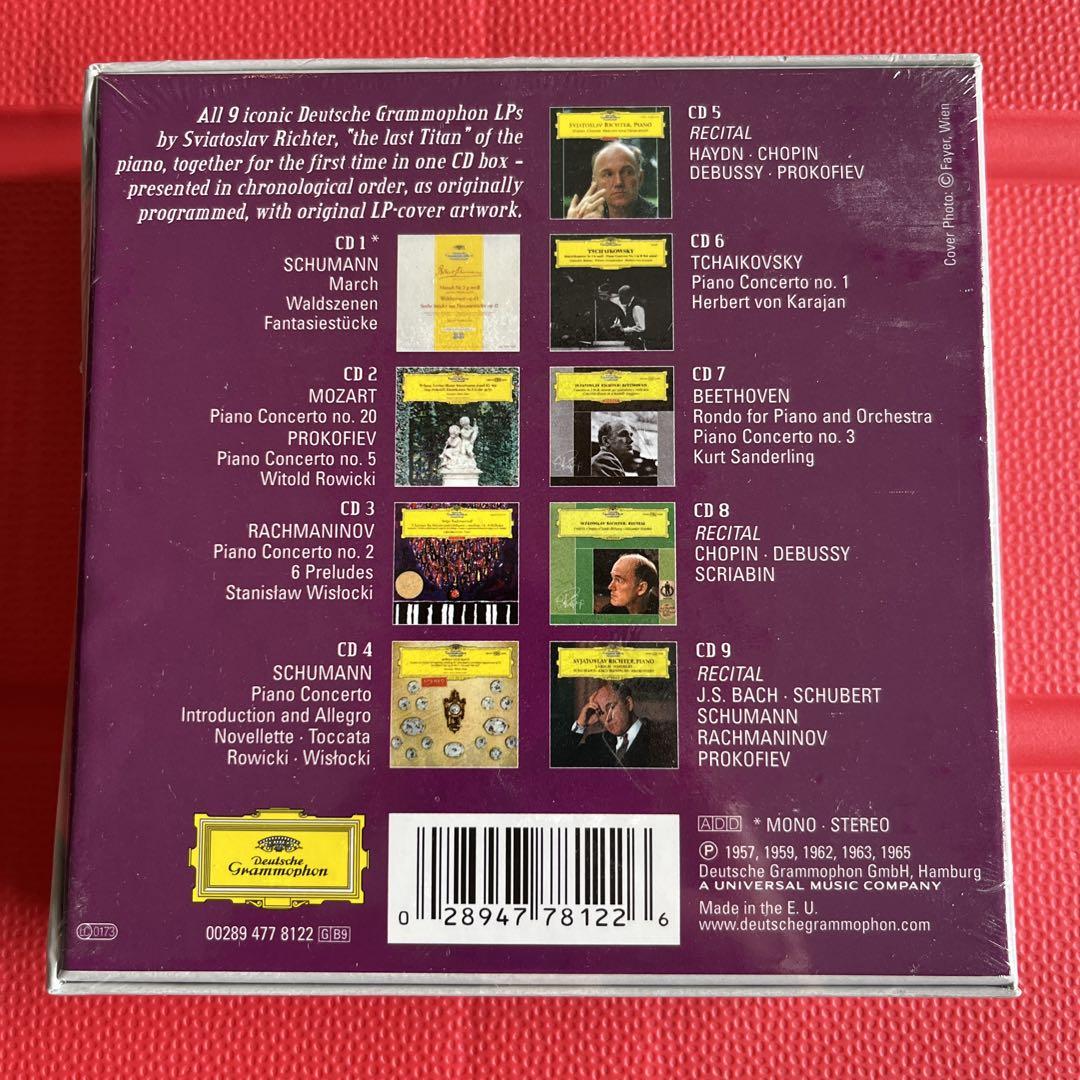 All 9 iconic Deutsche Grammophon LPs
by Sviatoslav Richter, "the last Titan" of the
piano, together for the first time in one CD box –
presented in chronological order, as originally
programmed, with original LP-cover artwork.
CD 1 *
SCHUMANN
March
Waldszenen
Fantasiestücke
CD 2
MOZART
Piano Concerto no. 20
PROKOFIEV
Piano Concerto no. 5
Witold Rowicki
CD 3
RACHMANINOV
Piano Concerto no. 2
6 Preludes
Stanisław Wisłocki
CD 4
SCHUMANN
Piano Concerto
Introduction and Allegro
Novellette · Toccata
Rowicki · Wisłocki
SVIATOSLAV RICHTER, PIANO
CD 5
RECITAL
HAYDN · CHOPIN
DEBUSSY · PROKOFIEV
TSCHAIKOWSKY
CD 6
TCHAIKOVSKY
Piano Concerto no. 1
Herbert von Karajan
CD 7
BEETHOVEN
Rondo for Piano and Orchestra
Piano Concerto no. 3
Kurt Sanderling
CD 8
RECITAL
CHOPIN · DEBUSSY
SCRIABIN
SVJATOSLAV RICHTER, PIANO
CD 9
RECITAL
J.S. BACH · SCHUBERT
SCHUMANN
RACHMANINOV
PROKOFIEV
Cover Photo: © Fayer, Wien
Deutsche
Grammophon
LC 0173
00289 477 8122 GB9
0 28947 78122 6
ADD * MONO · STEREO
Ⓟ 1957, 1959, 1962, 1963, 1965
Deutsche Grammophon GmbH, Hamburg
A UNIVERSAL MUSIC COMPANY
Made in the E. U.
www.deutschegrammophon.com